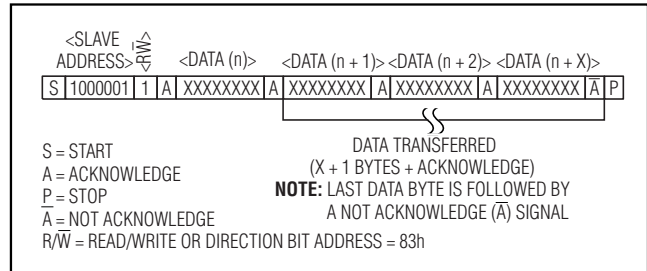 <SLAVE
ADDRESS>
<R/W̅>
<DATA (n)> <DATA (n + 1)> <DATA (n + 2)> <DATA (n + X)>
S 1000001 1 A XXXXXXXX A XXXXXXXX A XXXXXXXX A XXXXXXXX A̅ P
S = START
A = ACKNOWLEDGE
P = STOP
A̅ = NOT ACKNOWLEDGE
R/W̅ = READ/WRITE OR DIRECTION BIT ADDRESS = 83h
DATA TRANSFERRED
(X + 1 BYTES + ACKNOWLEDGE)
NOTE: LAST DATA BYTE IS FOLLOWED BY
A NOT ACKNOWLEDGE (A̅) SIGNAL